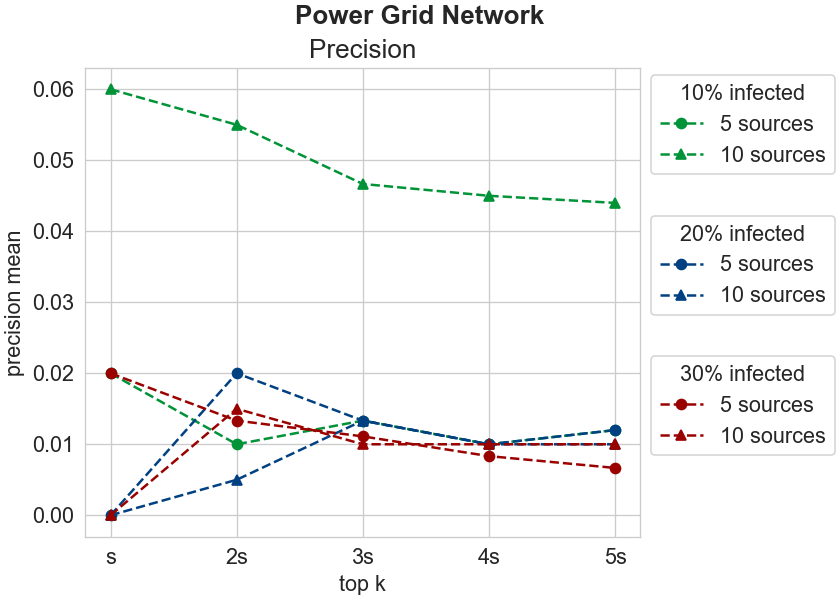 Power Grid Network
Precision
precision mean
0.06
0.05
0.04
0.03
0.02
0.01
0.00
s
2s
3s
4s
5s
top k
10% infected
5 sources
10 sources
20% infected
5 sources
10 sources
30% infected
5 sources
10 sources